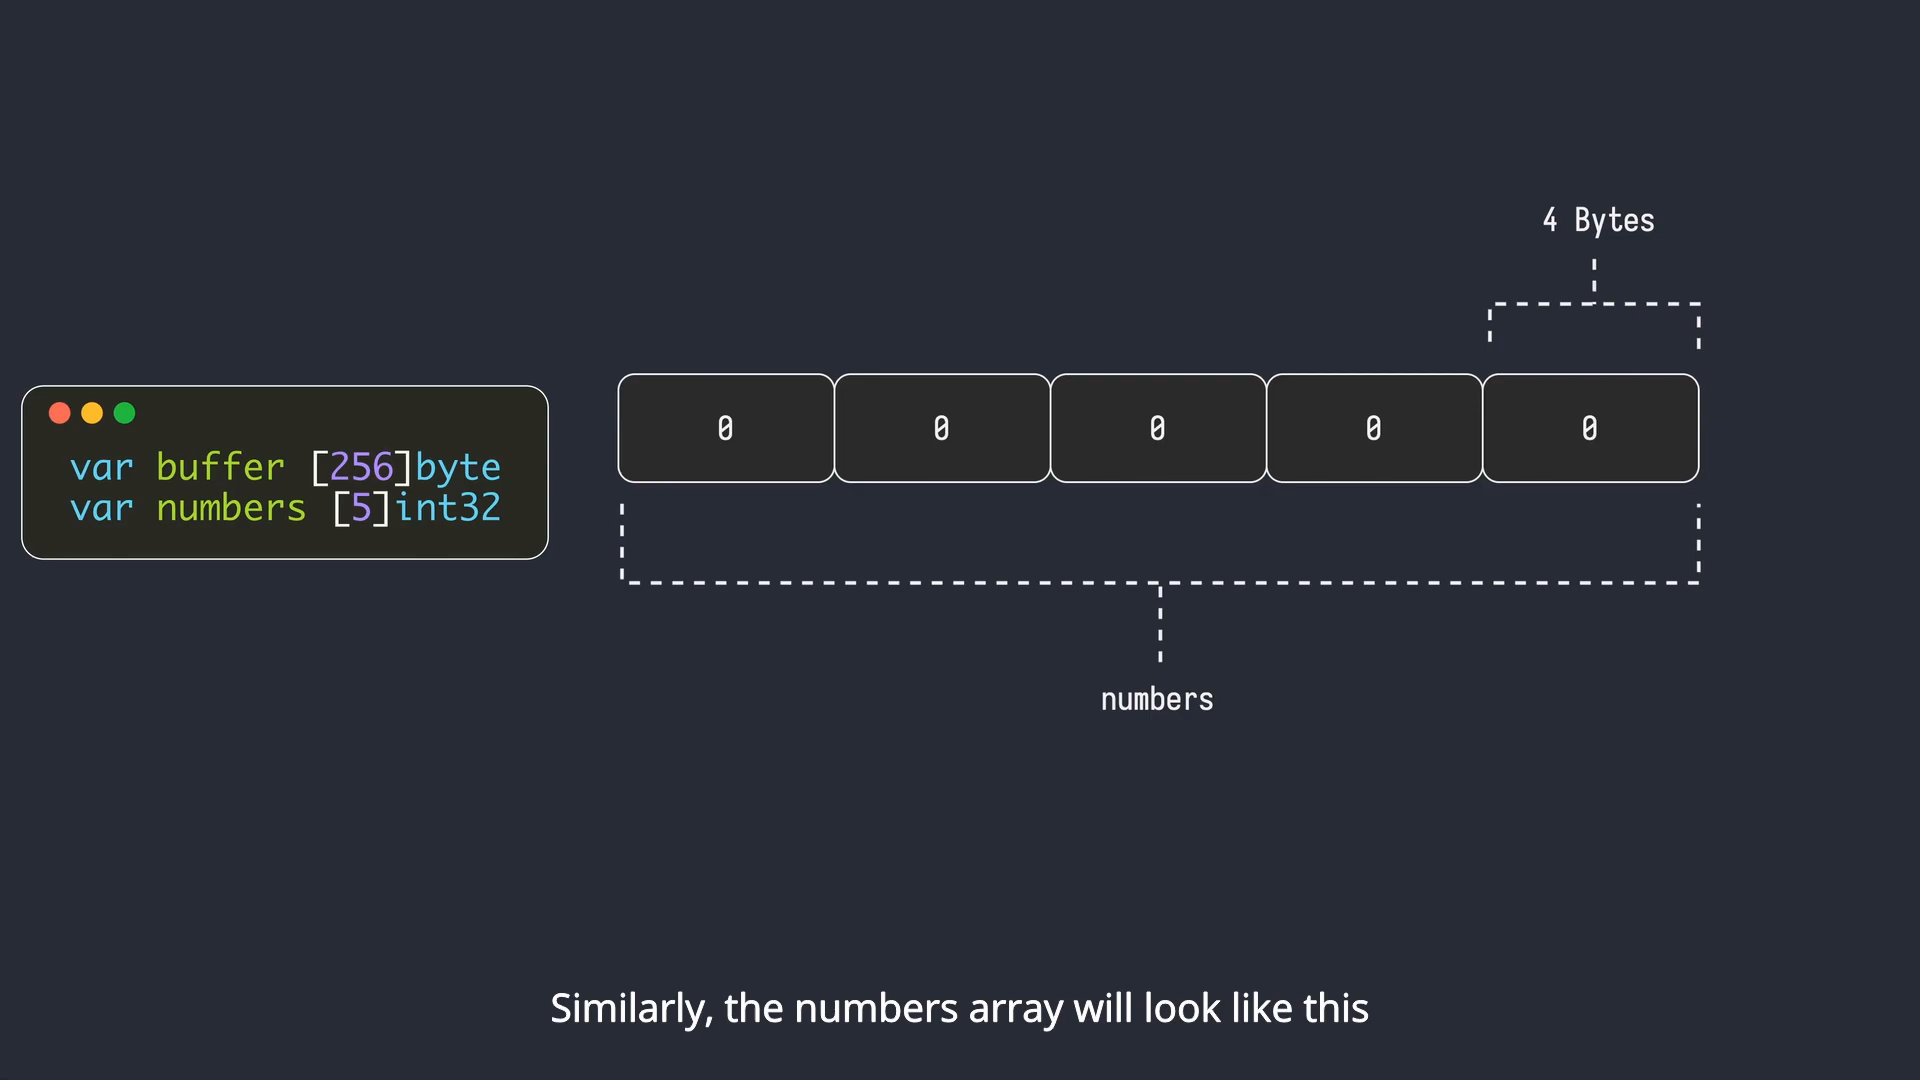 4 Bytes
var buffer [256]byte
var numbers [5]int32
0 0 0 0 0
numbers
Similarly, the numbers array will look like this